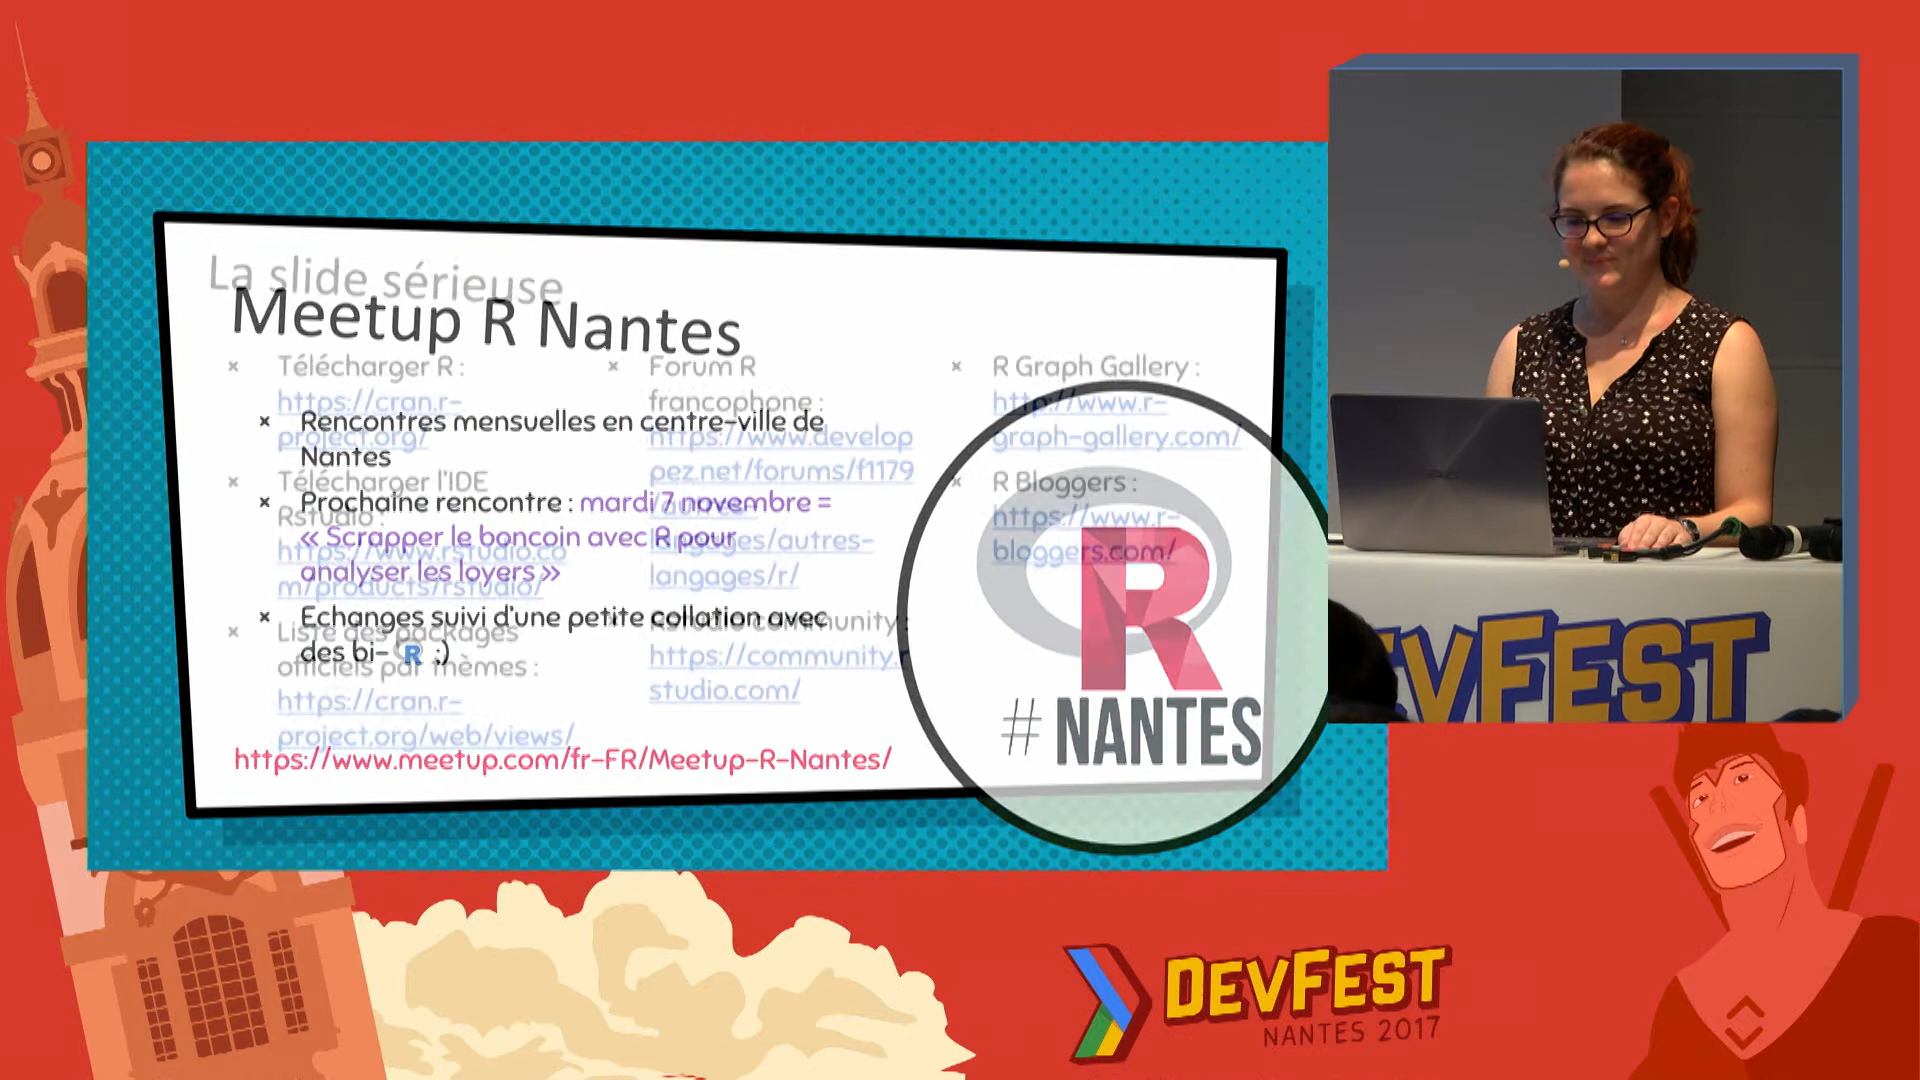 La slide sérieuse
Meetup R Nantes
× Télécharger R :
https://cran.r-
project.org/
× Télécharger l'IDE
Rstudio :
https://www.rstudio.co
m/products/rstudio/
× Liste des packages
officiels par thèmes :
https://cran.r-
project.org/web/views/
× Forum R
francophone :
https://www.develop
pez.net/forums/f1179
langages/autres-
langages/r/
Rstudio community :
https://community.r
studio.com/
× R Graph Gallery :
http://www.r-
graph-gallery.com/
× R Bloggers :
https://www.r-
bloggers.com/
× Rencontres mensuelles en centre-ville de
Nantes
× Prochaine rencontre : mardi 7 novembre =
« Scrapper le boncoin avec R pour
analyser les loyers »
× Echanges suivi d'une petite collation avec
des bi- R ;)
https://www.meetup.com/fr-FR/Meetup-R-Nantes/
R
# NANTES
EVFEST
DEVFEST
NANTES 2017